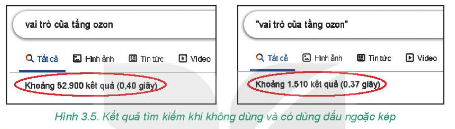 vai trò của tầng ozon
Tất cả Hình ảnh Tin tức Video
Khoảng 52.900 kết quả (0,40 giây)
"vai trò của tầng ozon"
Tất cả Hình ảnh Tin tức Video
Khoảng 1.510 kết quả (0.37 giây)
Hình 3.5. Kết quả tìm kiếm khi không dùng và có dùng dấu ngoặc kép